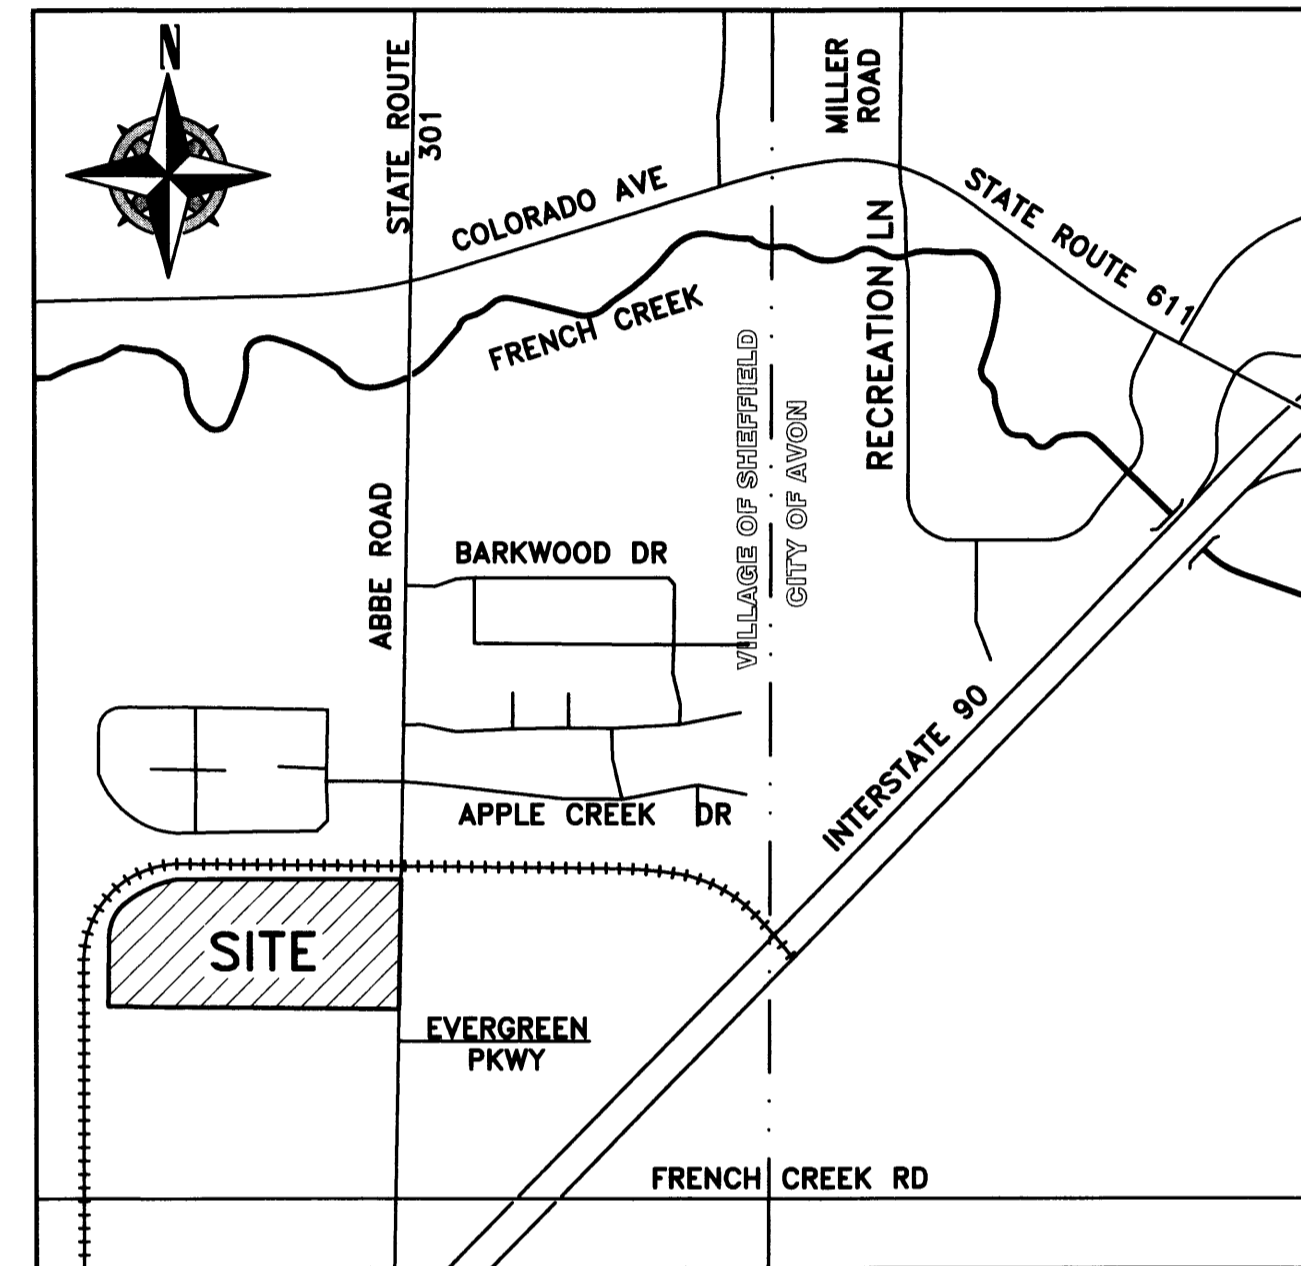 N
STATE ROUTE
301
MILLER
ROAD
COLORADO AVE
STATE ROUTE 611
FRENCH CREEK
RECREATION LN
VILLAGE OF SHEFFIELD
CITY OF AVON
ABBE ROAD
BARKWOOD DR
INTERSTATE 90
APPLE CREEK DR
SITE
EVERGREEN
PKWY
FRENCH CREEK RD